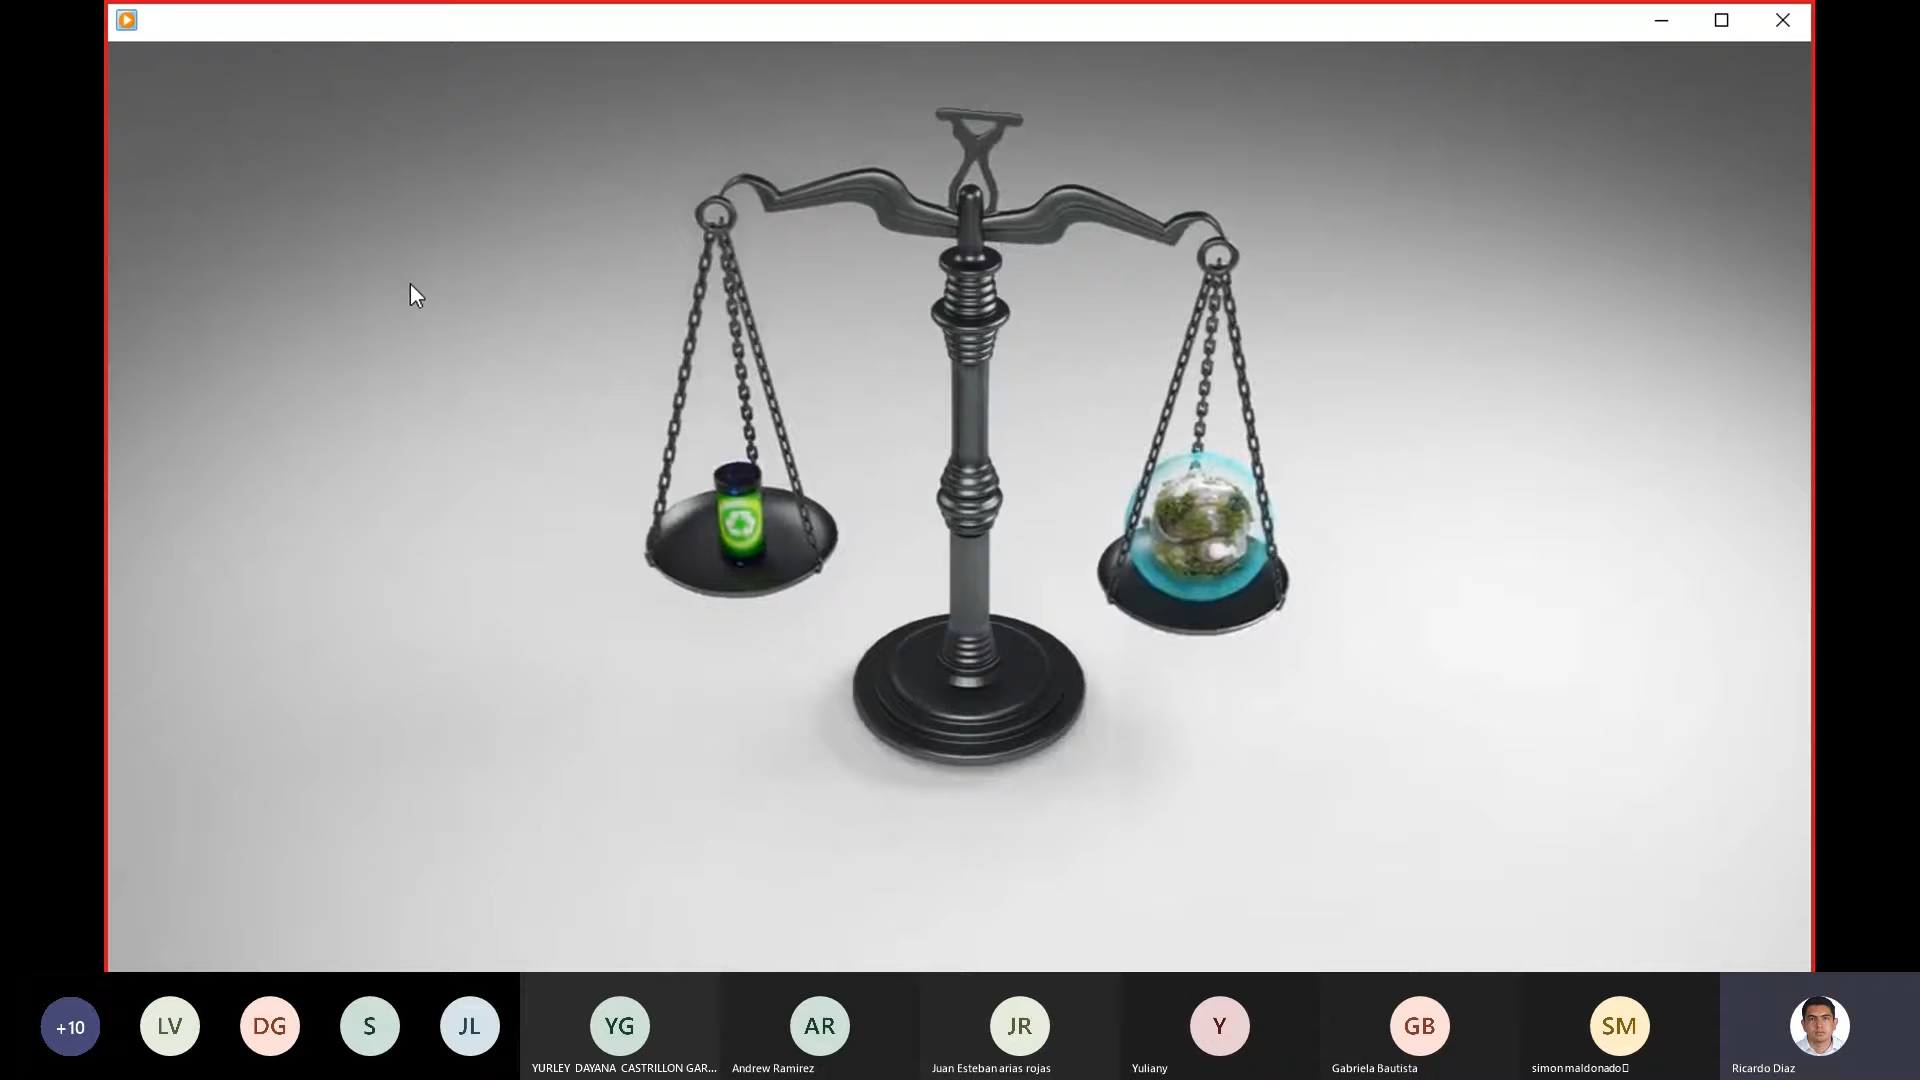 +10
LV
DG
S
JL
YG
AR
JR
Y
GB
SM
YURLEY DAYANA CASTRILLON GAR...
Andrew Ramirez
Juan Esteban arias rojas
Yuliany
Gabriela Bautista
simon maldonado
Ricardo Diaz